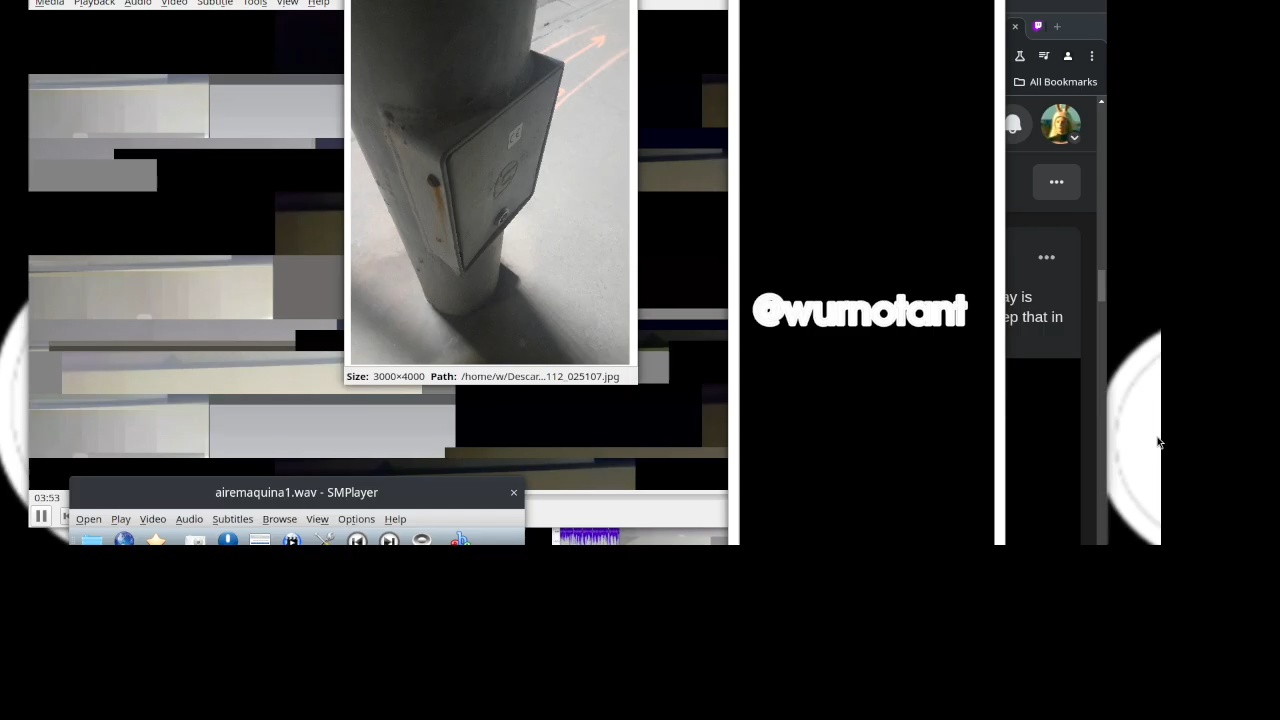 Media Playback Audio Video Subtitle Tools View Help
All Bookmarks
ay is
ep that in
@wurnotant
Size: 3000×4000 Path: /home/w/Descar...112_025107.jpg
03:53
airemaquina1.wav - SMPlayer
Open Play Video Audio Subtitles Browse View Options Help